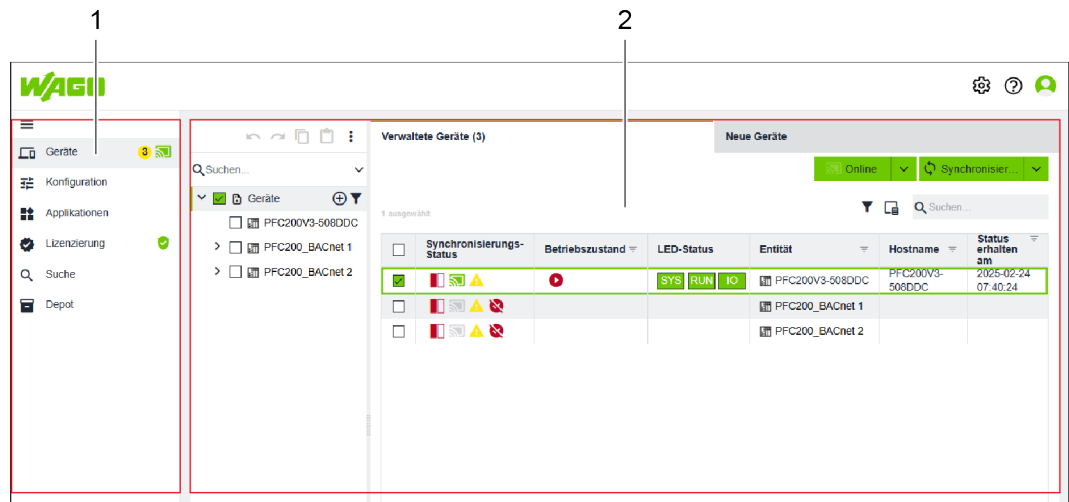 1
2
WAGO
Geräte
3
Konfiguration
Applikationen
Lizenzierung
Suche
Depot
Suchen...
Geräte
PFC200V3-508DDC
PFC200_BACnet 1
PFC200_BACnet 2
Verwaltete Geräte (3)
Neue Geräte
Online
Synchronisier...
1 ausgewählt
Suchen...
Synchronisierungs-
Status
Betriebszustand
LED-Status
Entität
Hostname
Status
erhalten
am
SYS RUN IO
PFC200V3-508DDC
PFC200V3-
508DDC
2025-02-24
07:40:24
PFC200_BACnet 1
PFC200_BACnet 2